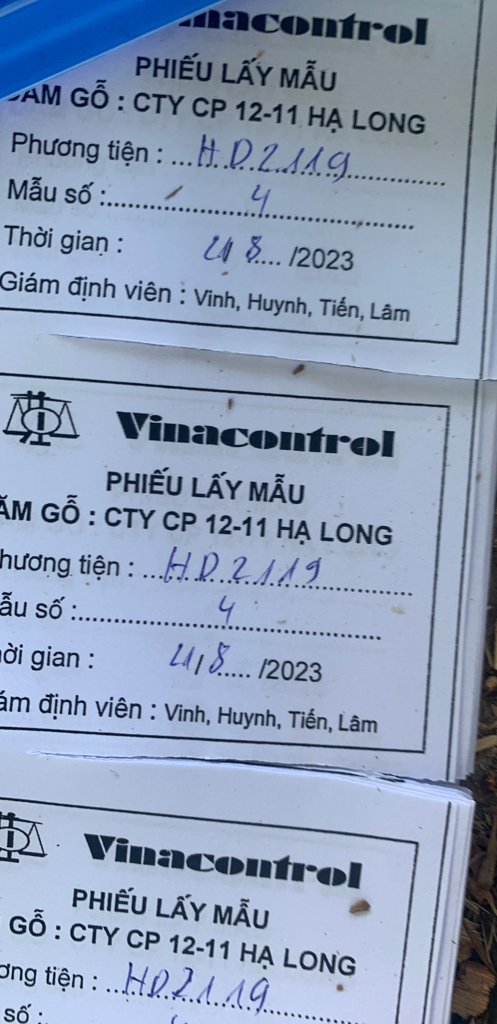 nacontrol
PHIẾU LẤY MẪU
ĂM GỖ : CTY CP 12-11 HẠ LONG
Phương tiện : ...HD2119
Mẫu số :.......... 4
Thời gian : 21/8.... /2023
Giám định viên : Vinh, Huynh, Tiến, Lâm
Vinacontrol
PHIẾU LẤY MẪU
ĂM GỖ : CTY CP 12-11 HẠ LONG
hương tiện : ...HD2119
ẫu số :.......... 4
ời gian : 21/8.... /2023
ám định viên : Vinh, Huynh, Tiến, Lâm
Vinacontrol
PHIẾU LẤY MẪU
GỖ : CTY CP 12-11 HẠ LONG
ơng tiện : ...HD2119
số :